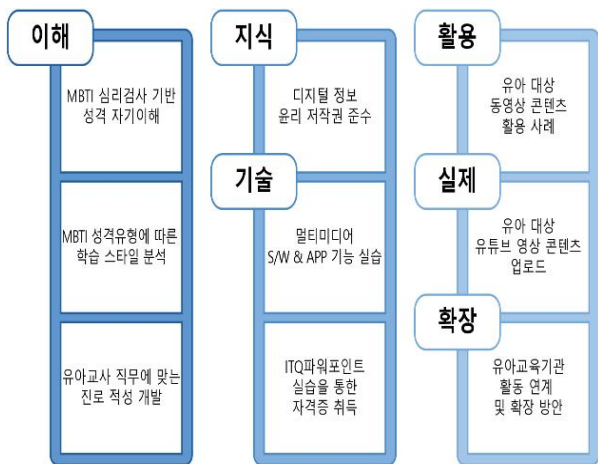 이해
MBTI 심리검사 기반
성격 자기이해
MBTI 성격유형에 따른
학습 스타일 분석
유아교사 직무에 맞는
진로 적성 개발
지식
디지털 정보
윤리 저작권 준수
기술
멀티미디어
S/W & APP 기능 실습
ITQ파워포인트
실습을 통한
자격증 취득
활용
유아 대상
동영상 콘텐츠
활용 사례
실제
유아 대상
유튜브 영상 콘텐츠
업로드
확장
유아교육기관
활동 연계
및 확장 방안